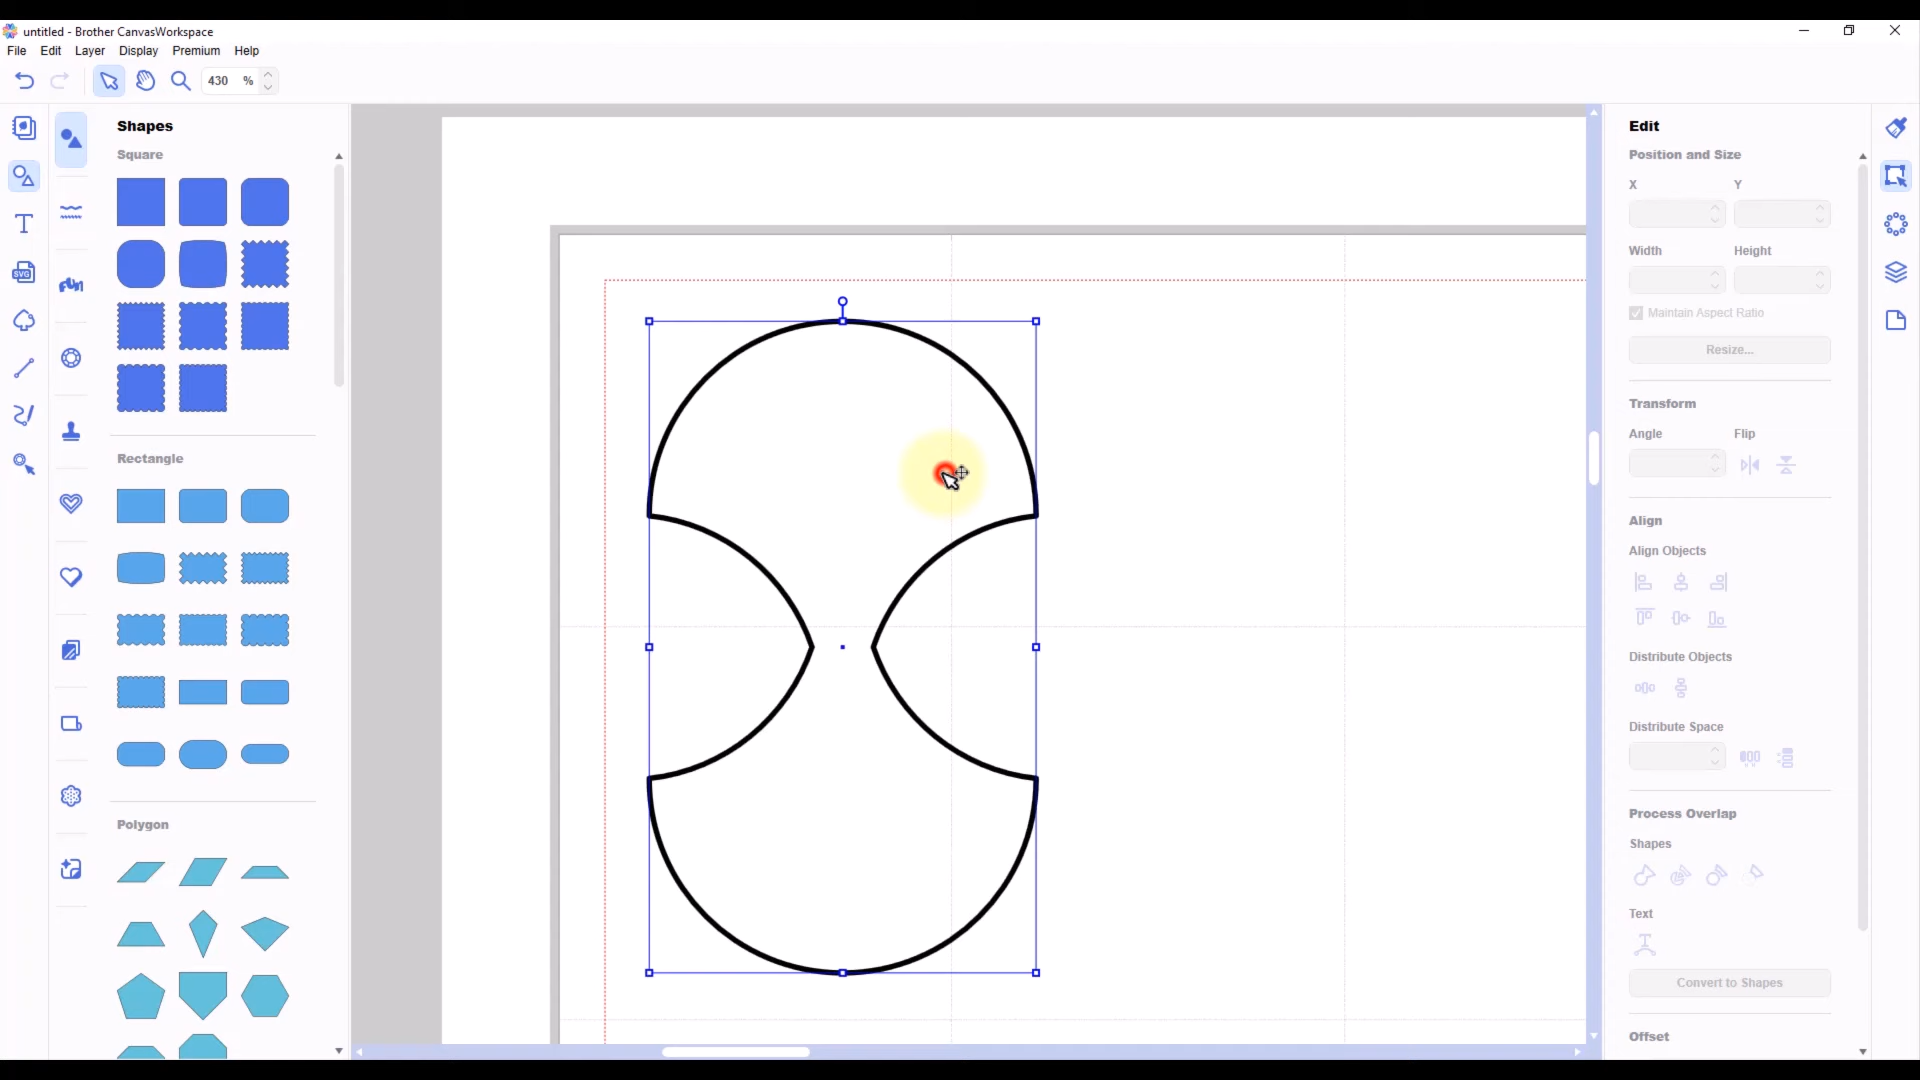 untitled - Brother CanvasWorkspace
File Edit Layer Display Premium Help
430 %
Shapes
Square
Rectangle
Polygon
SVG
Edit
Position and Size
X Y
Width Height
Maintain Aspect Ratio
Resize...
Transform
Angle Flip
Align
Align Objects
Distribute Objects
Distribute Space
Process Overlap
Shapes
Text
Convert to Shapes
Offset